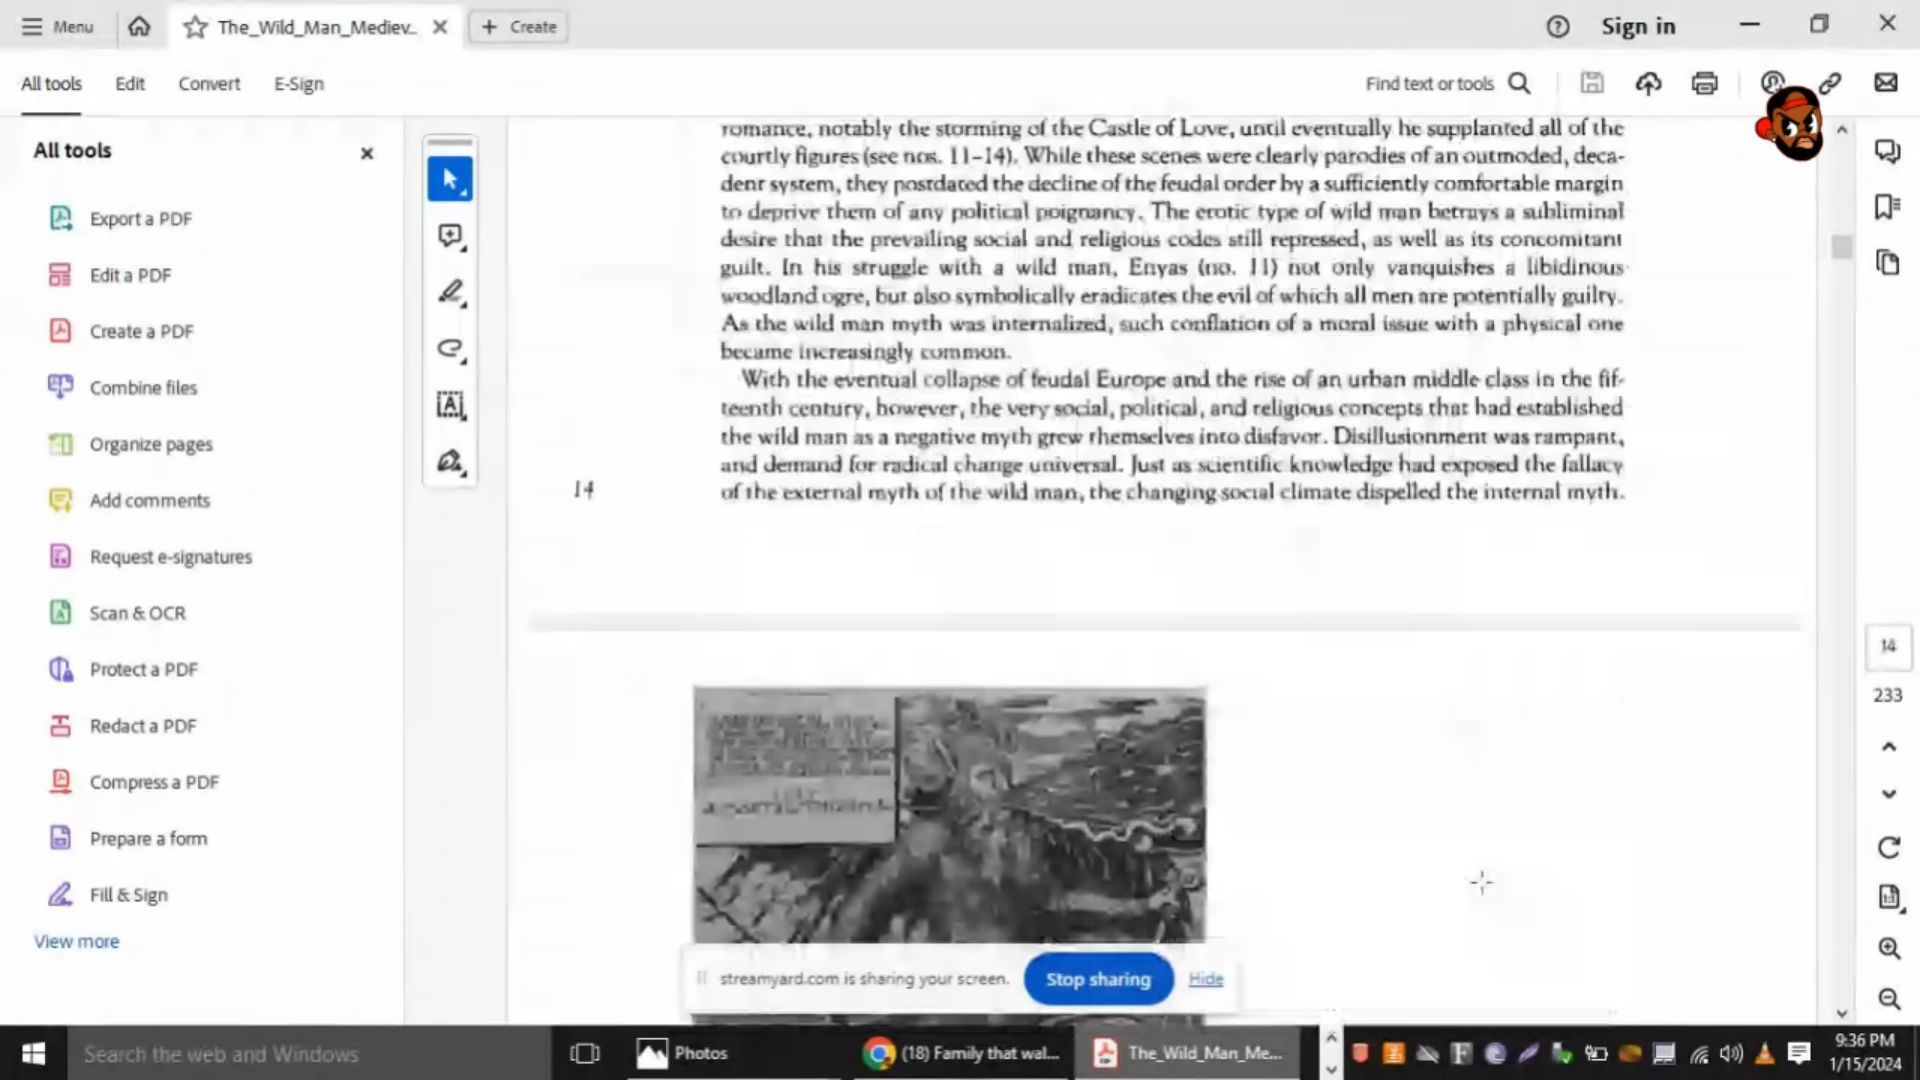 Menu
The_Wild_Man_Mediev...
Create
Sign in
All tools
Edit
Convert
E-Sign
Find text or tools
All tools
Export a PDF
Edit a PDF
Create a PDF
Combine files
Organize pages
Add comments
Request e-signatures
Scan & OCR
Protect a PDF
Redact a PDF
Compress a PDF
Prepare a form
Fill & Sign
View more
romance, notably the storming of the Castle of Love, until eventually he supplanted all of the
courtly figures (see nos. 11–14). While these scenes were clearly parodies of an outmoded, deca-
dent system, they postdated the decline of the feudal order by a sufficiently comfortable margin
to deprive them of any political poignancy. The erotic type of wild man betrays a subliminal
desire that the prevailing social and religious codes still repressed, as well as its concomitant
guilt. In his struggle with a wild man, Enyas (no. 11) not only vanquishes a libidinous
woodland ogre, but also symbolically eradicates the evil of which all men are potentially guilty.
As the wild man myth was internalized, such conflation of a moral issue with a physical one
became increasingly common.
With the eventual collapse of feudal Europe and the rise of an urban middle class in the fif-
teenth century, however, the very social, political, and religious concepts that had established
the wild man as a negative myth grew themselves into disfavor. Disillusionment was rampant,
and demand for radical change universal. Just as scientific knowledge had exposed the fallacy
14
of the external myth of the wild man, the changing social climate dispelled the internal myth.
14
233
streamyard.com is sharing your screen.
Stop sharing
Hide
Search the web and Windows
Photos
(18) Family that wal...
The_Wild_Man_Me...
9:36 PM
1/15/2024